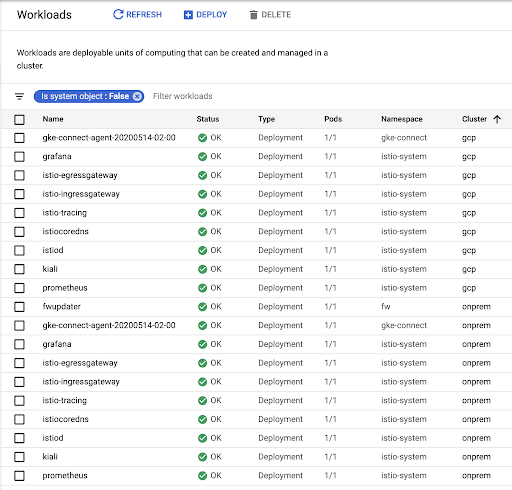 Workloads REFRESH DEPLOY DELETE
Workloads are deployable units of computing that can be created and managed in a
cluster.
Is system object : False Filter workloads
Name Status Type Pods Namespace Cluster
gke-connect-agent-20200514-02-00 OK Deployment 1/1 gke-connect gcp
grafana OK Deployment 1/1 istio-system gcp
istio-egressgateway OK Deployment 1/1 istio-system gcp
istio-ingressgateway OK Deployment 1/1 istio-system gcp
istio-tracing OK Deployment 1/1 istio-system gcp
istiocoredns OK Deployment 1/1 istio-system gcp
istiod OK Deployment 1/1 istio-system gcp
kiali OK Deployment 1/1 istio-system gcp
prometheus OK Deployment 1/1 istio-system gcp
fwupdater OK Deployment 1/1 fw onprem
gke-connect-agent-20200514-02-00 OK Deployment 1/1 gke-connect onprem
grafana OK Deployment 1/1 istio-system onprem
istio-egressgateway OK Deployment 1/1 istio-system onprem
istio-ingressgateway OK Deployment 1/1 istio-system onprem
istio-tracing OK Deployment 1/1 istio-system onprem
istiocoredns OK Deployment 1/1 istio-system onprem
istiod OK Deployment 1/1 istio-system onprem
kiali OK Deployment 1/1 istio-system onprem
prometheus OK Deployment 1/1 istio-system onprem